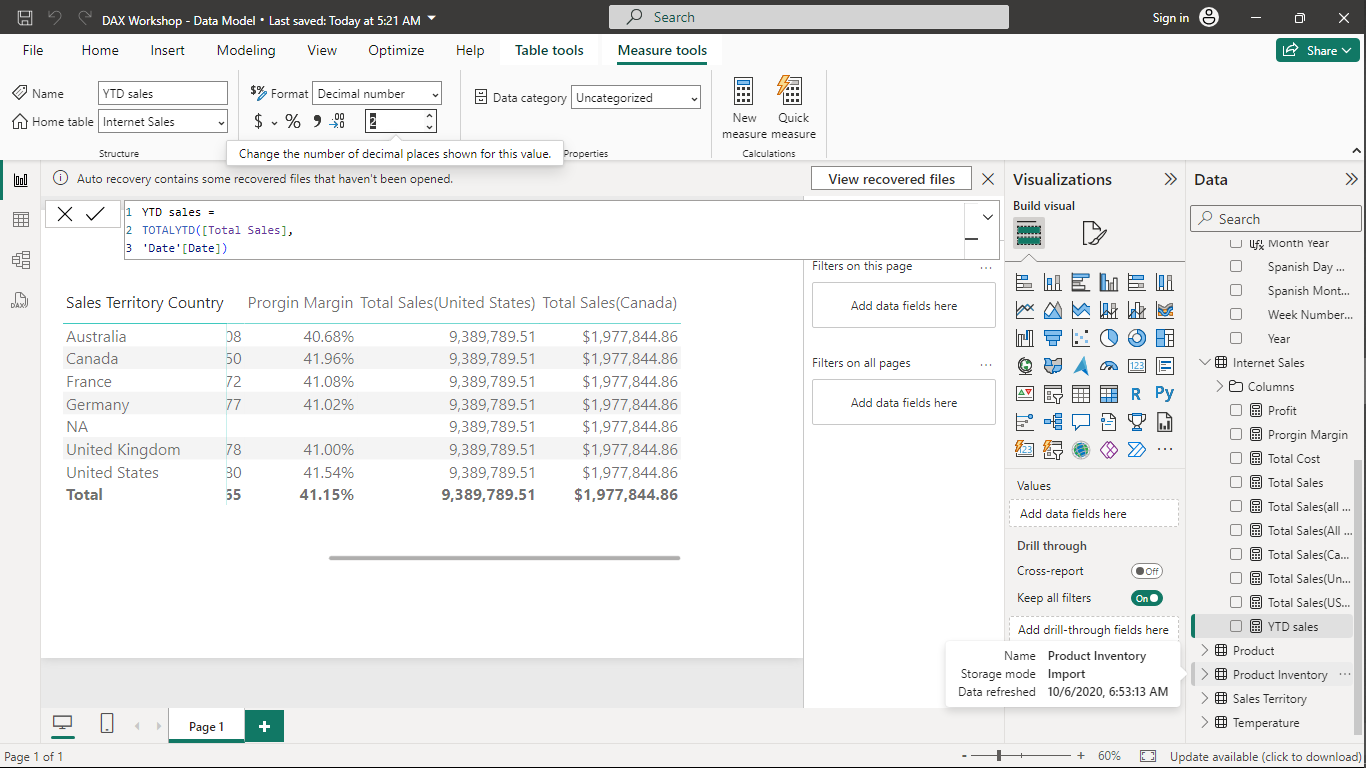 DAX Workshop - Data Model • Last saved: Today at 5:21 AM
Search
Sign in
File Home Insert Modeling View Optimize Help Table tools Measure tools
Share
Name YTD sales
Home table Internet Sales
Structure
Format Decimal number
$ % 2
Data category Uncategorized
Properties
New measure
Quick measure
Calculations
Change the number of decimal places shown for this value.
Auto recovery contains some recovered files that haven't been opened.
View recovered files
1 YTD sales =
2 TOTALYTD([Total Sales],
3 'Date'[Date])
Sales Territory Country Prorgin Margin Total Sales(United States) Total Sales(Canada)
Australia 08 40.68% 9,389,789.51 $1,977,844.86
Canada 50 41.96% 9,389,789.51 $1,977,844.86
France 72 41.08% 9,389,789.51 $1,977,844.86
Germany 77 41.02% 9,389,789.51 $1,977,844.86
NA 9,389,789.51 $1,977,844.86
United Kingdom 78 41.00% 9,389,789.51 $1,977,844.86
United States 80 41.54% 9,389,789.51 $1,977,844.86
Total 55 41.15% 9,389,789.51 $1,977,844.86
Filters on this page ...
Add data fields here
Filters on all pages ...
Add data fields here
Visualizations
Build visual
123
R Py
...
Values
Add data fields here
Drill through
Cross-report Off
Keep all filters On
Add drill-through fields here
Name Product Inventory
Storage mode Import
Data refreshed 10/6/2020, 6:53:13 AM
Data
Search
Month Year
Spanish Day ...
Spanish Mont...
Week Number...
Year
Internet Sales
Columns
Profit
Prorgin Margin
Total Cost
Total Sales
Total Sales(all ...
Total Sales(All ...
Total Sales(Ca...
Total Sales(Un...
Total Sales(US...
YTD sales
Product
Product Inventory ...
Sales Territory
Temperature
DAX
Page 1
+
Page 1 of 1
- + 60%
Update available (click to download)